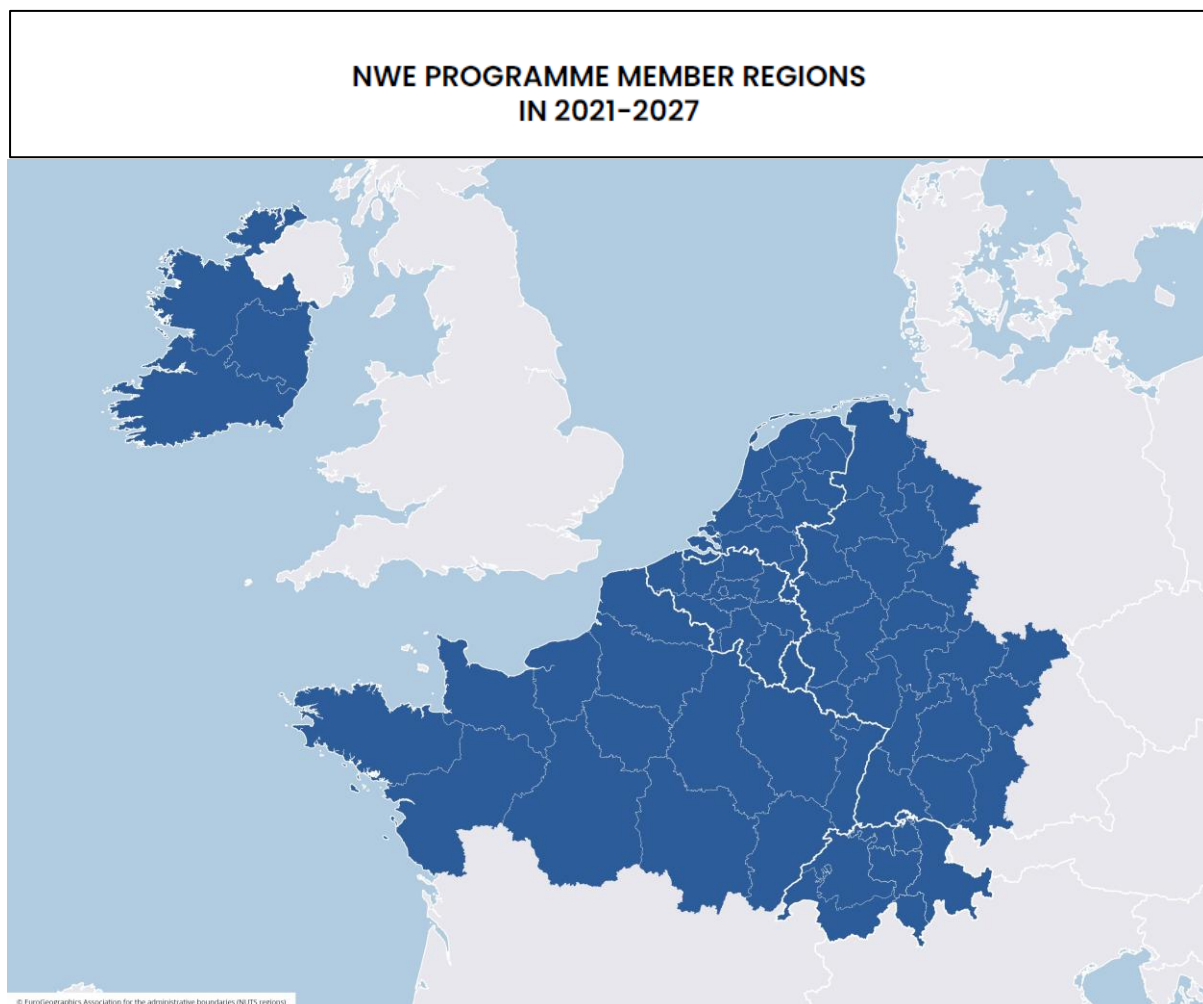 NWE PROGRAMME MEMBER REGIONS
IN 2021-2027
© EuroGeographics Association for the administrative boundaries (NUTS regions)